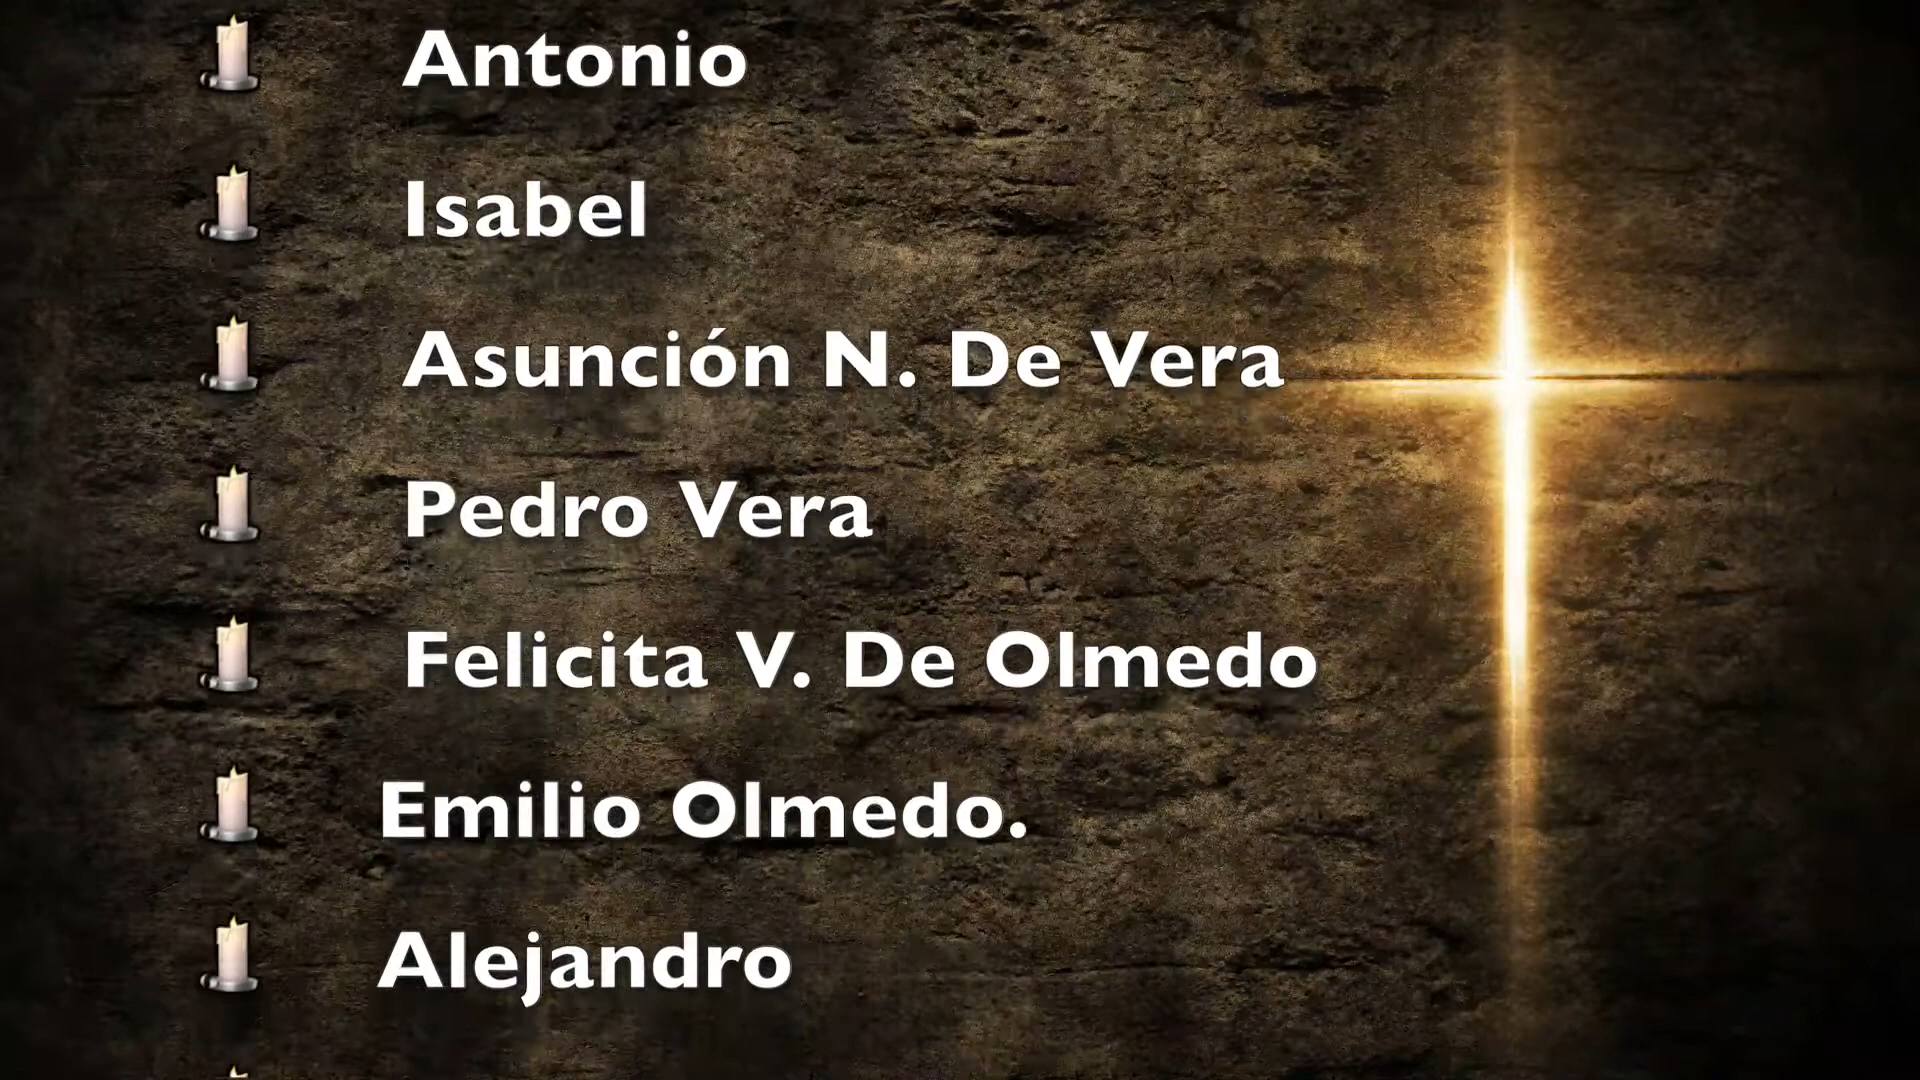 Antonio
Isabel
Asunción N. De Vera
Pedro Vera
Felicita V. De Olmedo
Emilio Olmedo.
Alejandro